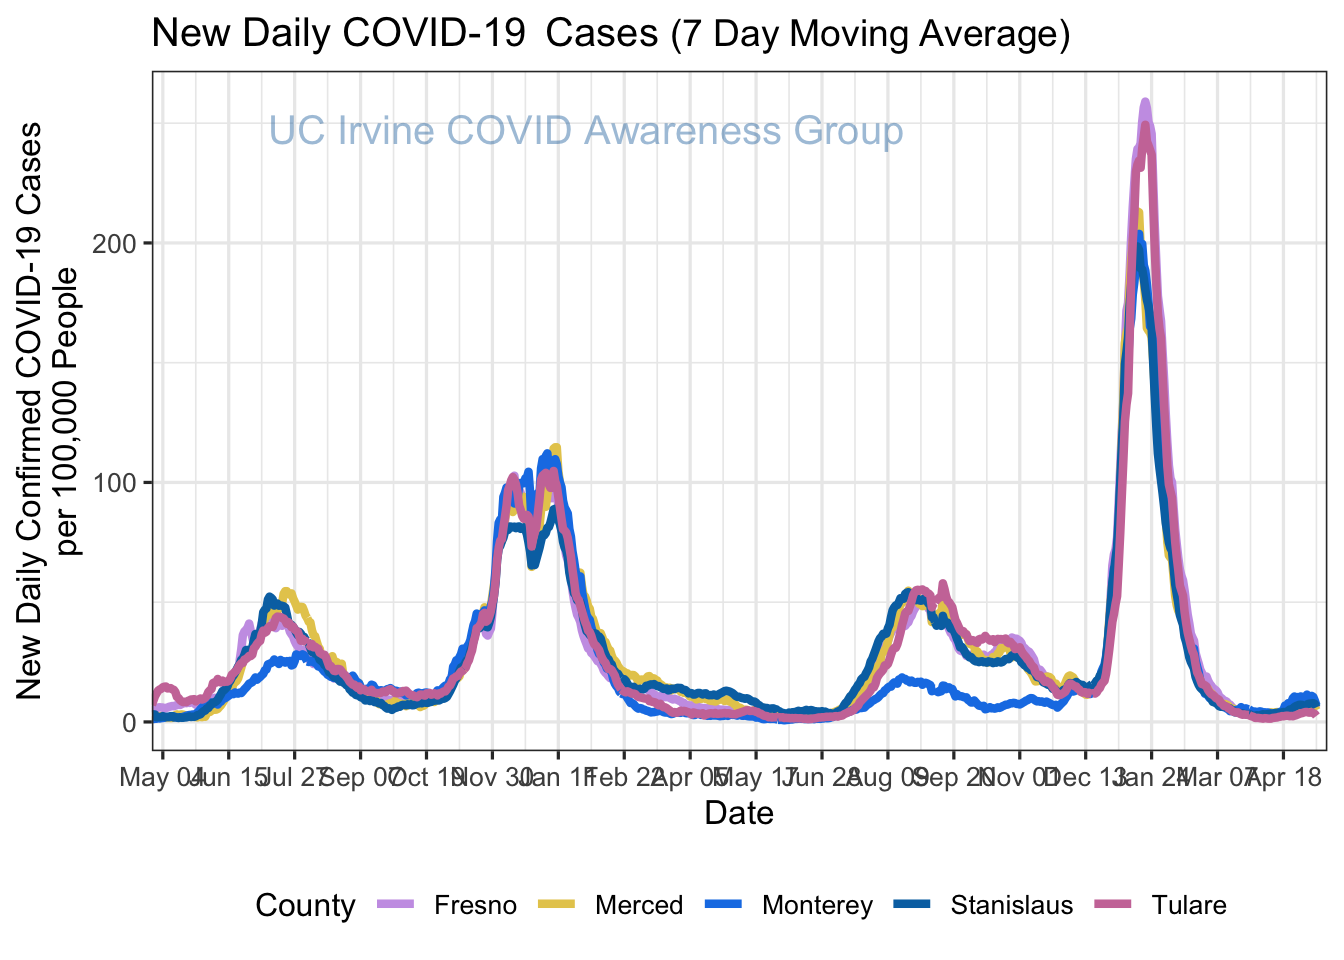 New Daily COVID-19  Cases (7 Day Moving Average)
UC Irvine COVID Awareness Group
New Daily Confirmed COVID-19 Cases
per 100,000 People
200
100
0
May 04 Jun 15 Jul 27 Sep 07 Oct 19 Nov 30 Jan 11 Feb 22 Apr 05 May 17 Jun 28 Aug 09 Sep 20 Nov 01 Dec 13 Jan 24 Mar 07 Apr 18
Date
County Fresno Merced Monterey Stanislaus Tulare